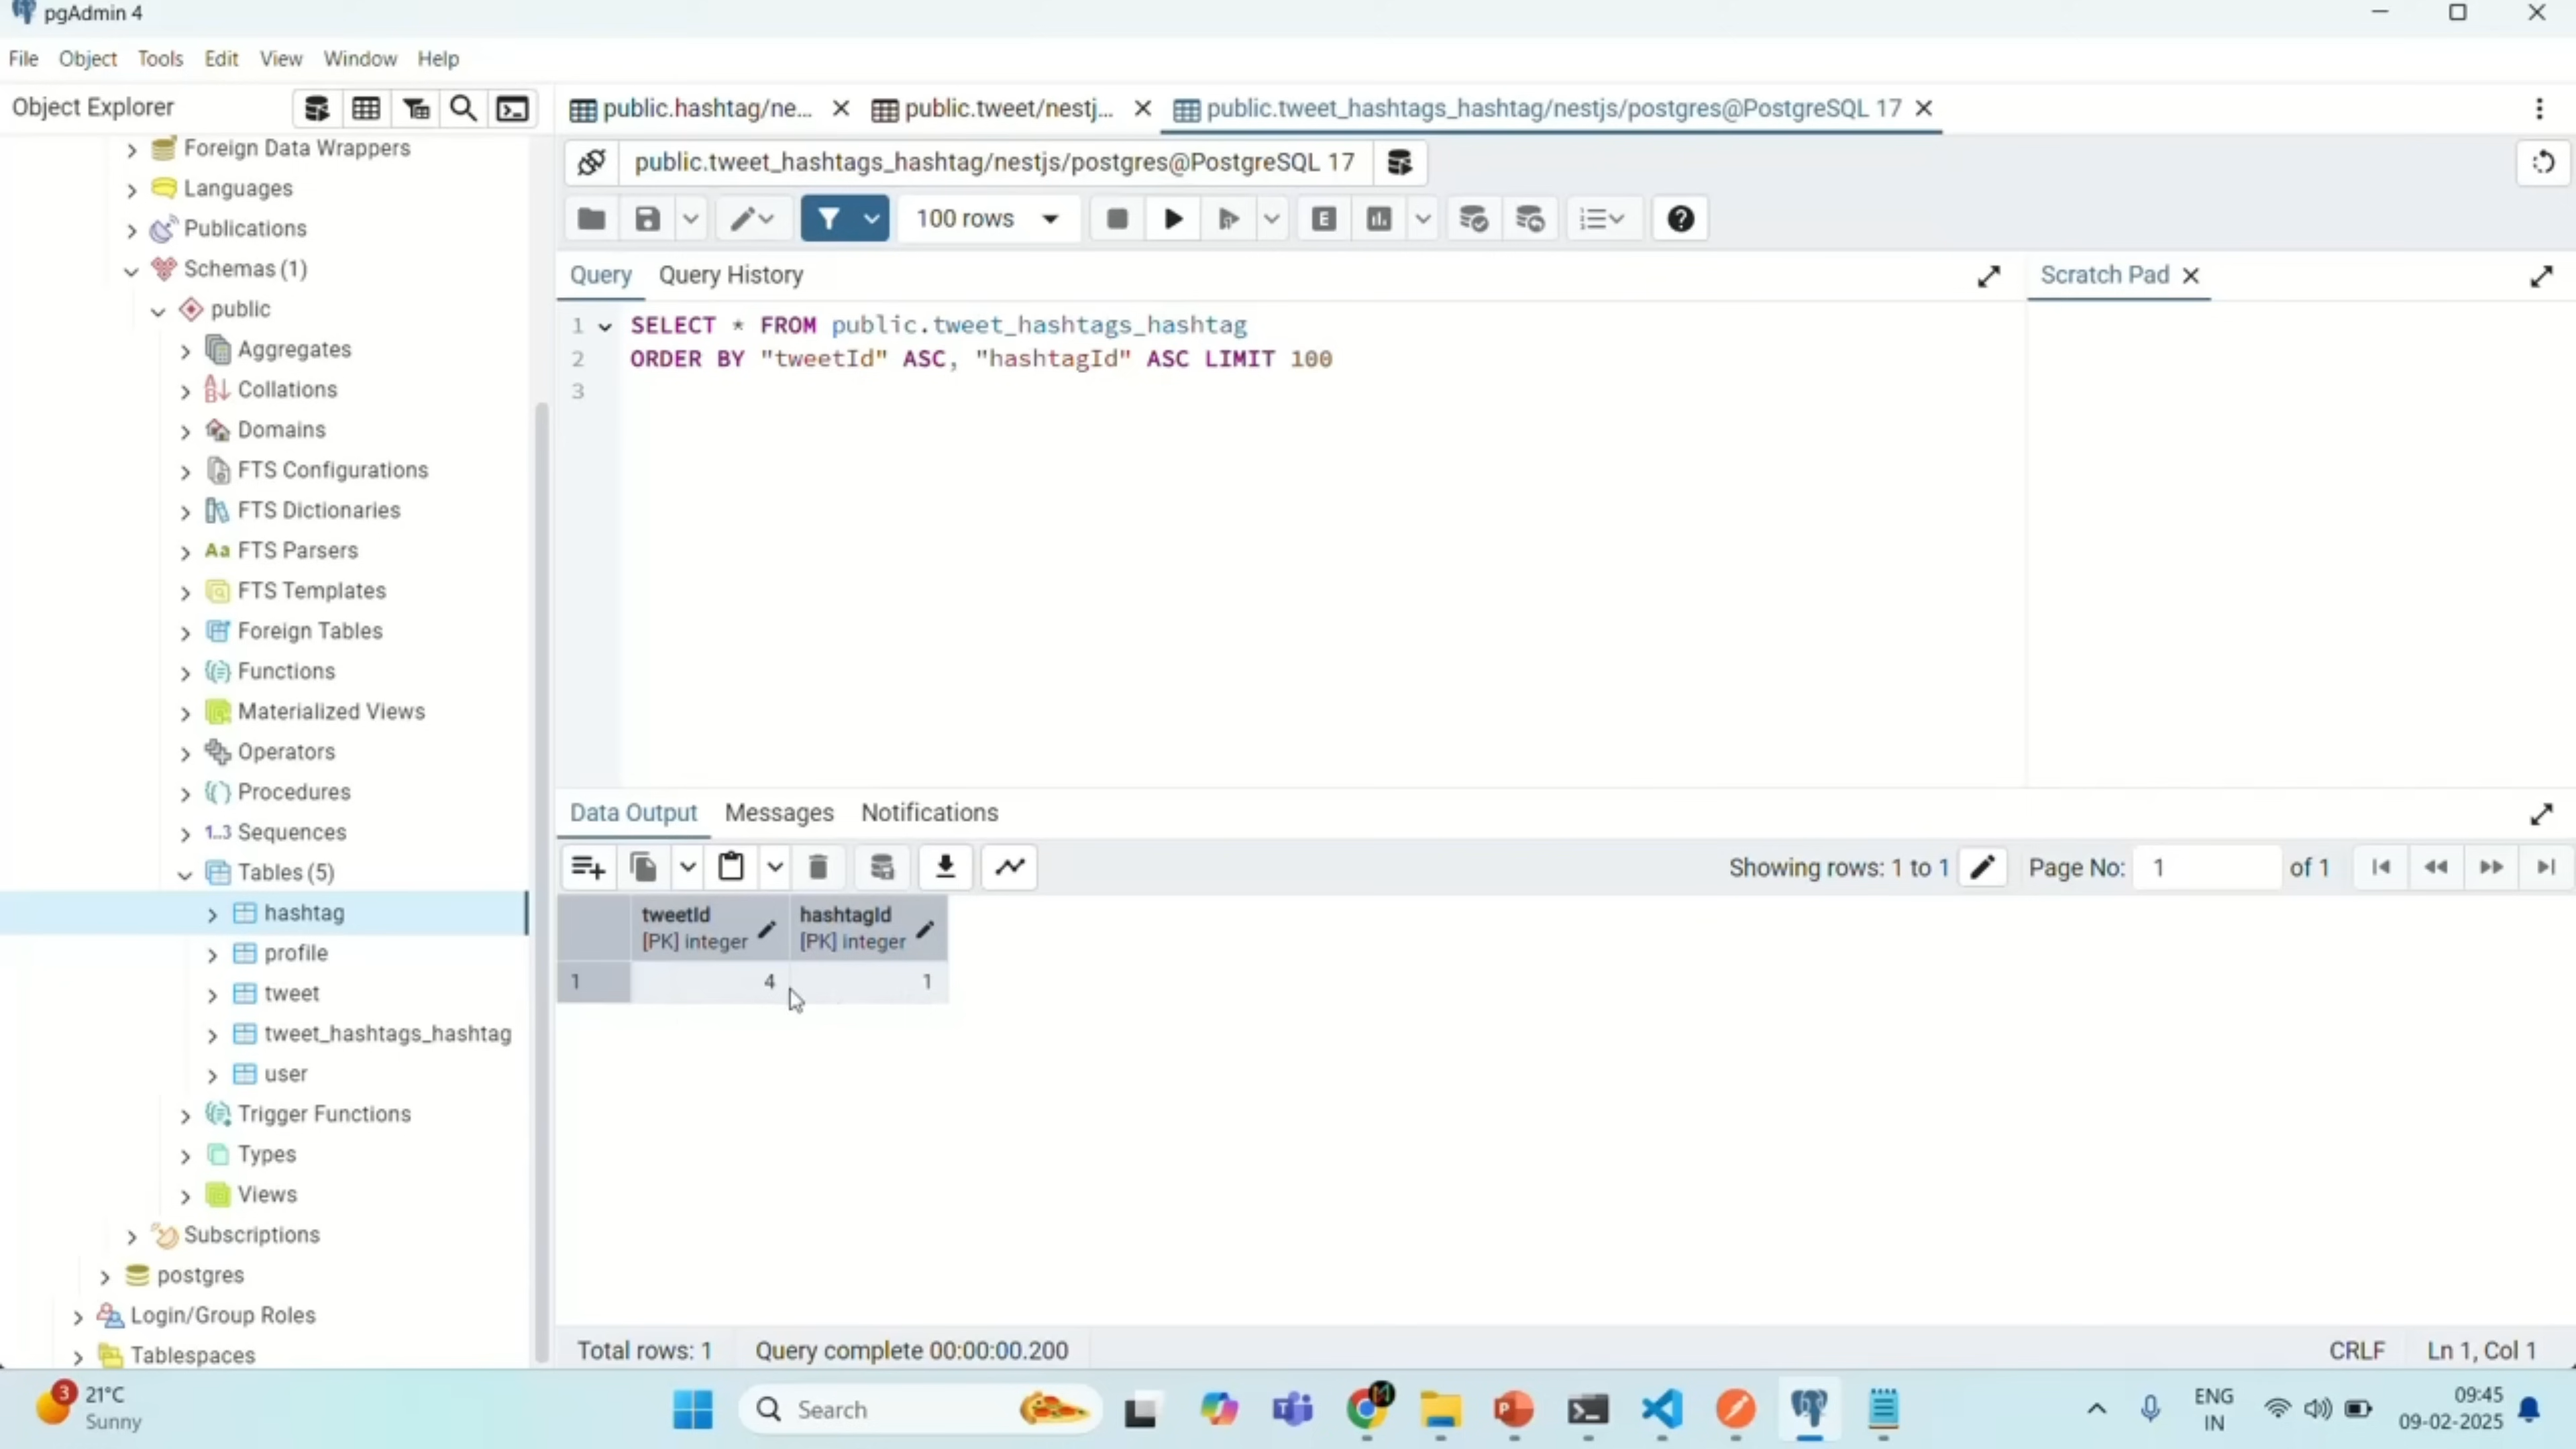 pgAdmin 4
File Object Tools Edit View Window Help
Object Explorer
public.hashtag/ne... public.tweet/nestj... public.tweet_hashtags_hashtag/nestjs/postgres@PostgreSQL 17
Foreign Data Wrappers
Languages
Publications
Schemas (1)
public
Aggregates
Collations
Domains
FTS Configurations
FTS Dictionaries
Aa FTS Parsers
FTS Templates
Foreign Tables
Functions
Materialized Views
Operators
Procedures
1..3 Sequences
Tables (5)
hashtag
profile
tweet
tweet_hashtags_hashtag
user
Trigger Functions
Types
Views
Subscriptions
postgres
Login/Group Roles
Tablespaces
public.tweet_hashtags_hashtag/nestjs/postgres@PostgreSQL 17
100 rows
E
Query Query History
Scratch Pad
1 SELECT * FROM public.tweet_hashtags_hashtag
2 ORDER BY "tweetId" ASC, "hashtagId" ASC LIMIT 100
3
Data Output Messages Notifications
Showing rows: 1 to 1 Page No: 1 of 1
tweetId hashtagId
[PK] integer [PK] integer
1 4 1
Total rows: 1 Query complete 00:00:00.200 CRLF Ln 1, Col 1
3 21°C
Sunny
Search
ENG
IN
09:45
09-02-2025